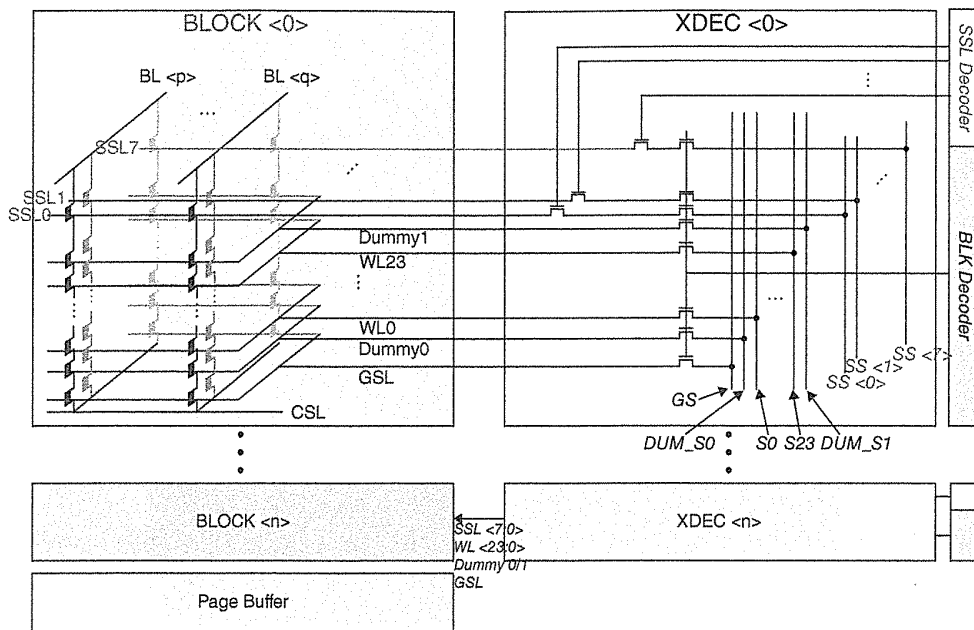 BLOCK <0>
XDEC <0>
SSL Decoder
BLK Decoder
BL <p>
BL <q>
SSL7
SSL1
SSL0
Dummy1
WL23
WL0
Dummy0
GSL
CSL
SS <7>
SS <1>
SS <0>
GS
DUM_S0
S0
S23
DUM_S1
BLOCK <n>
XDEC <n>
SSL <7:0>
WL <23:0>
Dummy 0/1
GSL
Page Buffer